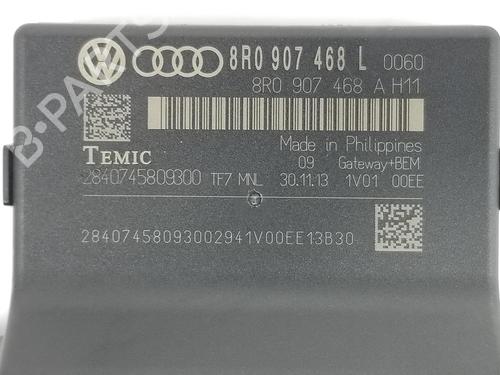 8R0 907 468 L 0060
8R0 907 468 A H11
Made in Philippines
TEMIC 09 Gateway+BEM
2840745809300 TF7 MNL 30.11.13 1V01 00EE
28407458093002941V00EE13B30
B-PARTS